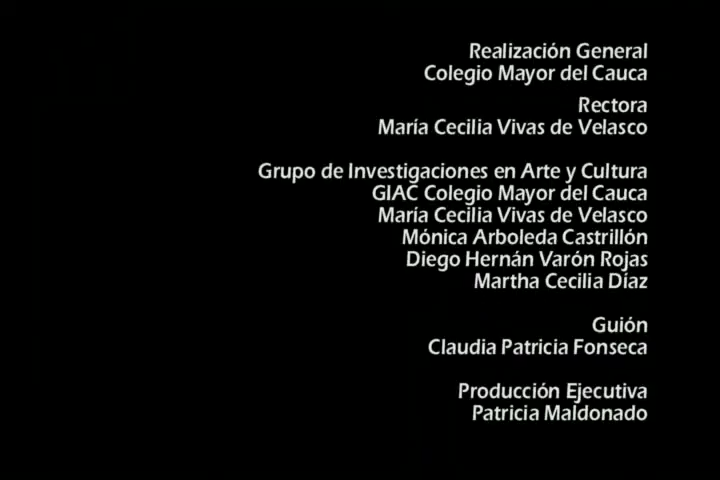 Realización General
Colegio Mayor del Cauca
Rectora
María Cecilia Vivas de Velasco
Grupo de Investigaciones en Arte y Cultura
GIAC Colegio Mayor del Cauca
María Cecilia Vivas de Velasco
Mónica Arboleda Castrillón
Diego Hernán Varón Rojas
Martha Cecilia Díaz
Guión
Claudia Patricia Fonseca
Producción Ejecutiva
Patricia Maldonado